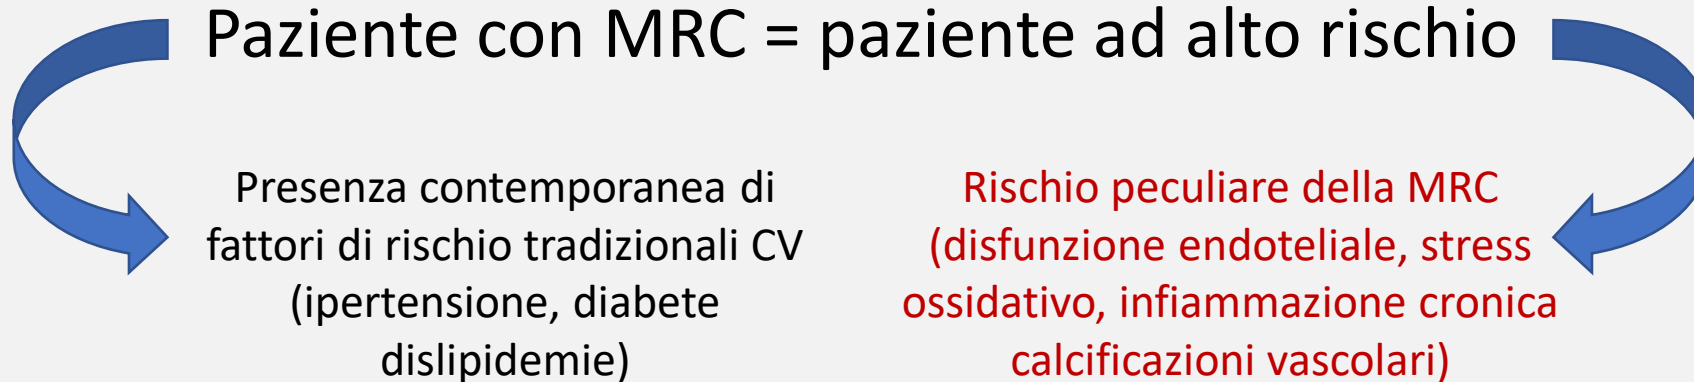 Paziente con MRC = paziente ad alto rischio
Presenza contemporanea di
fattori di rischio tradizionali CV
(ipertensione, diabete
dislipidemie)
Rischio peculiare della MRC
(disfunzione endoteliale, stress
ossidativo, infiammazione cronica
calcificazioni vascolari)